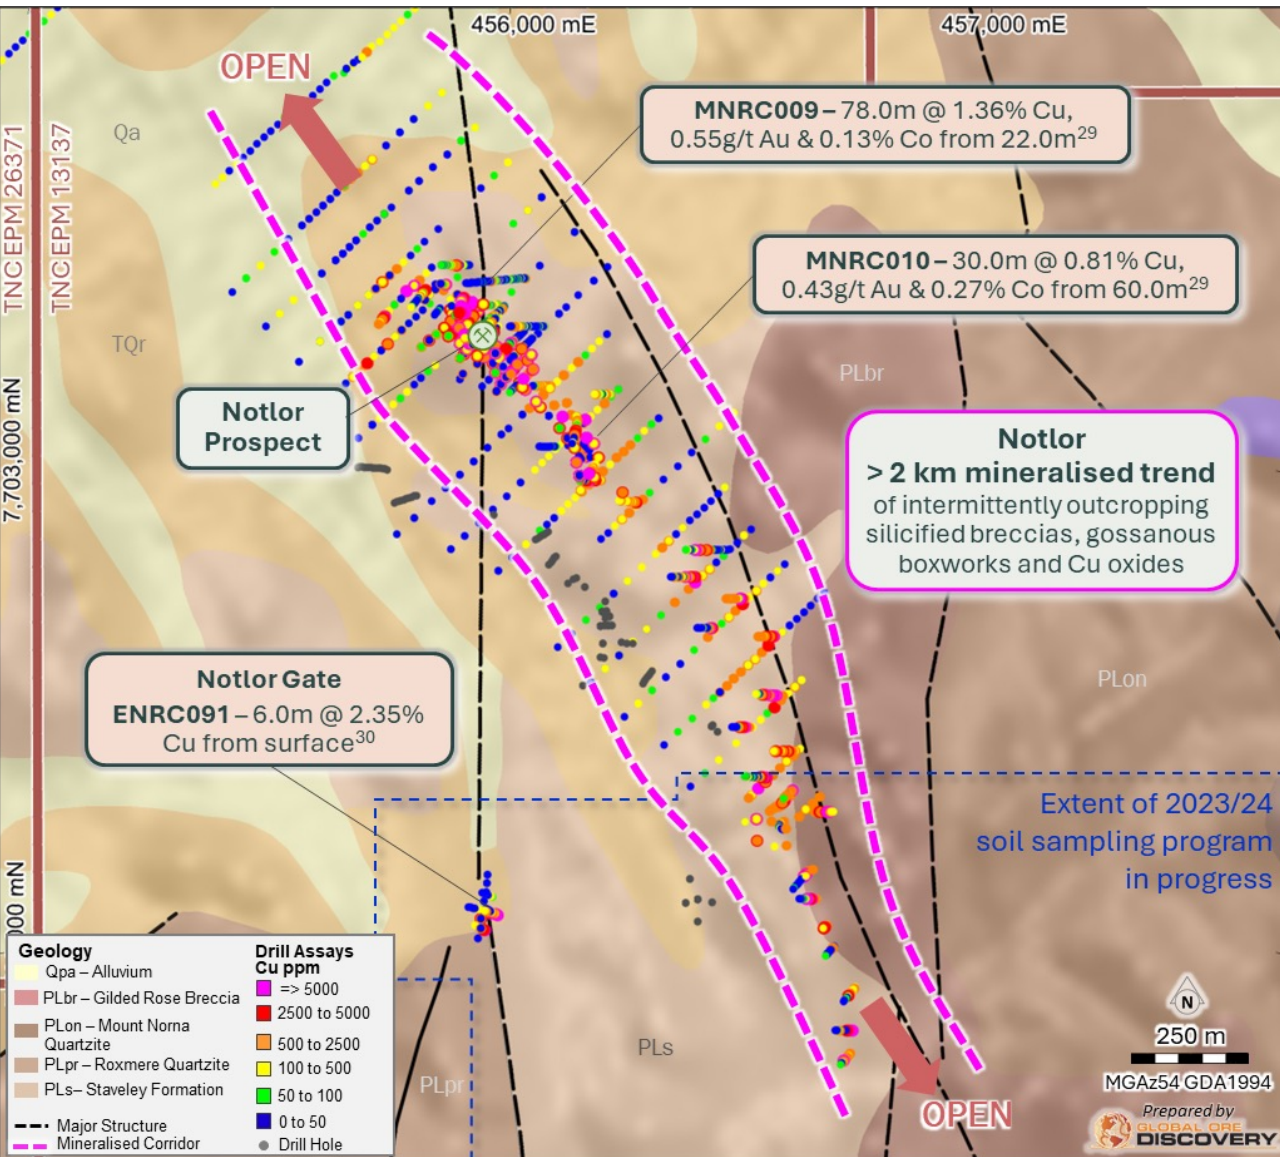 456,000 mE
457,000 mE
OPEN
Qa
TNC EPM 26371
TNC EPM 13137
MNRC009 – 78.0m @ 1.36% Cu,
0.55g/t Au & 0.13% Co from 22.0m29
MNRC010 – 30.0m @ 0.81% Cu,
0.43g/t Au & 0.27% Co from 60.0m29
TQr
PLbr
7,703,000 mN
Notlor
Prospect
Notlor
> 2 km mineralised trend
of intermittently outcropping
silicified breccias, gossanous
boxworks and Cu oxides
Notlor Gate
ENRC091 – 6.0m @ 2.35%
Cu from surface30
PLon
Extent of 2023/24
soil sampling program
in progress
000 mN
Geology
Qpa – Alluvium
PLbr – Gilded Rose Breccia
PLon – Mount Norna
Quartzite
PLpr – Roxmere Quartzite
PLs– Staveley Formation
Major Structure
Mineralised Corridor
Drill Assays
Cu ppm
=> 5000
2500 to 5000
500 to 2500
100 to 500
50 to 100
0 to 50
Drill Hole
PLpr
PLs
OPEN
N
250 m
MGAz54 GDA1994
Prepared by
GLOBAL ORE
DISCOVERY